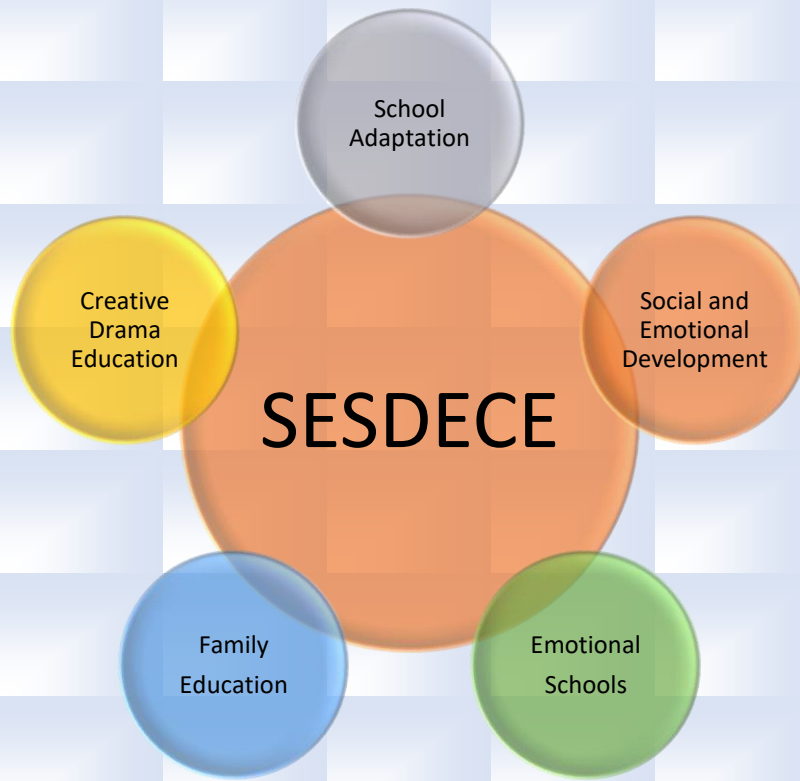 School
Adaptation
Creative
Drama
Education
Social and
Emotional
Development
SESDECE
Family
Education
Emotional
Schools